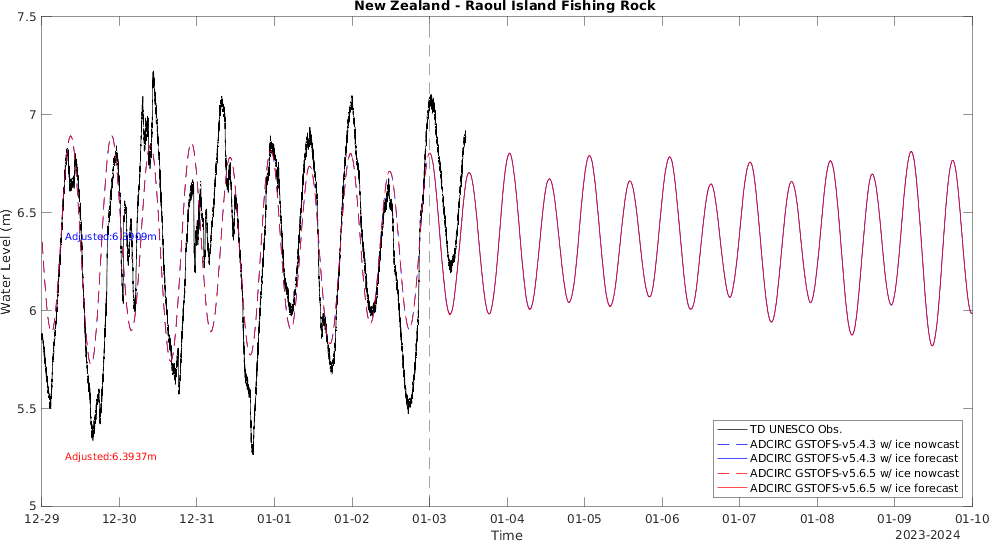 New Zealand - Raoul Island Fishing Rock
7.5
7
6.5
6
5.5
5
Water Level (m)
Adjusted:6.3909m
Adjusted:6.3937m
TD UNESCO Obs.
ADCIRC GSTOFS-v5.4.3 w/ ice nowcast
ADCIRC GSTOFS-v5.4.3 w/ ice forecast
ADCIRC GSTOFS-v5.6.5 w/ ice nowcast
ADCIRC GSTOFS-v5.6.5 w/ ice forecast
12-29 12-30 12-31 01-01 01-02 01-03 01-04 01-05 01-06 01-07 01-08 01-09 01-10
Time
2023-2024